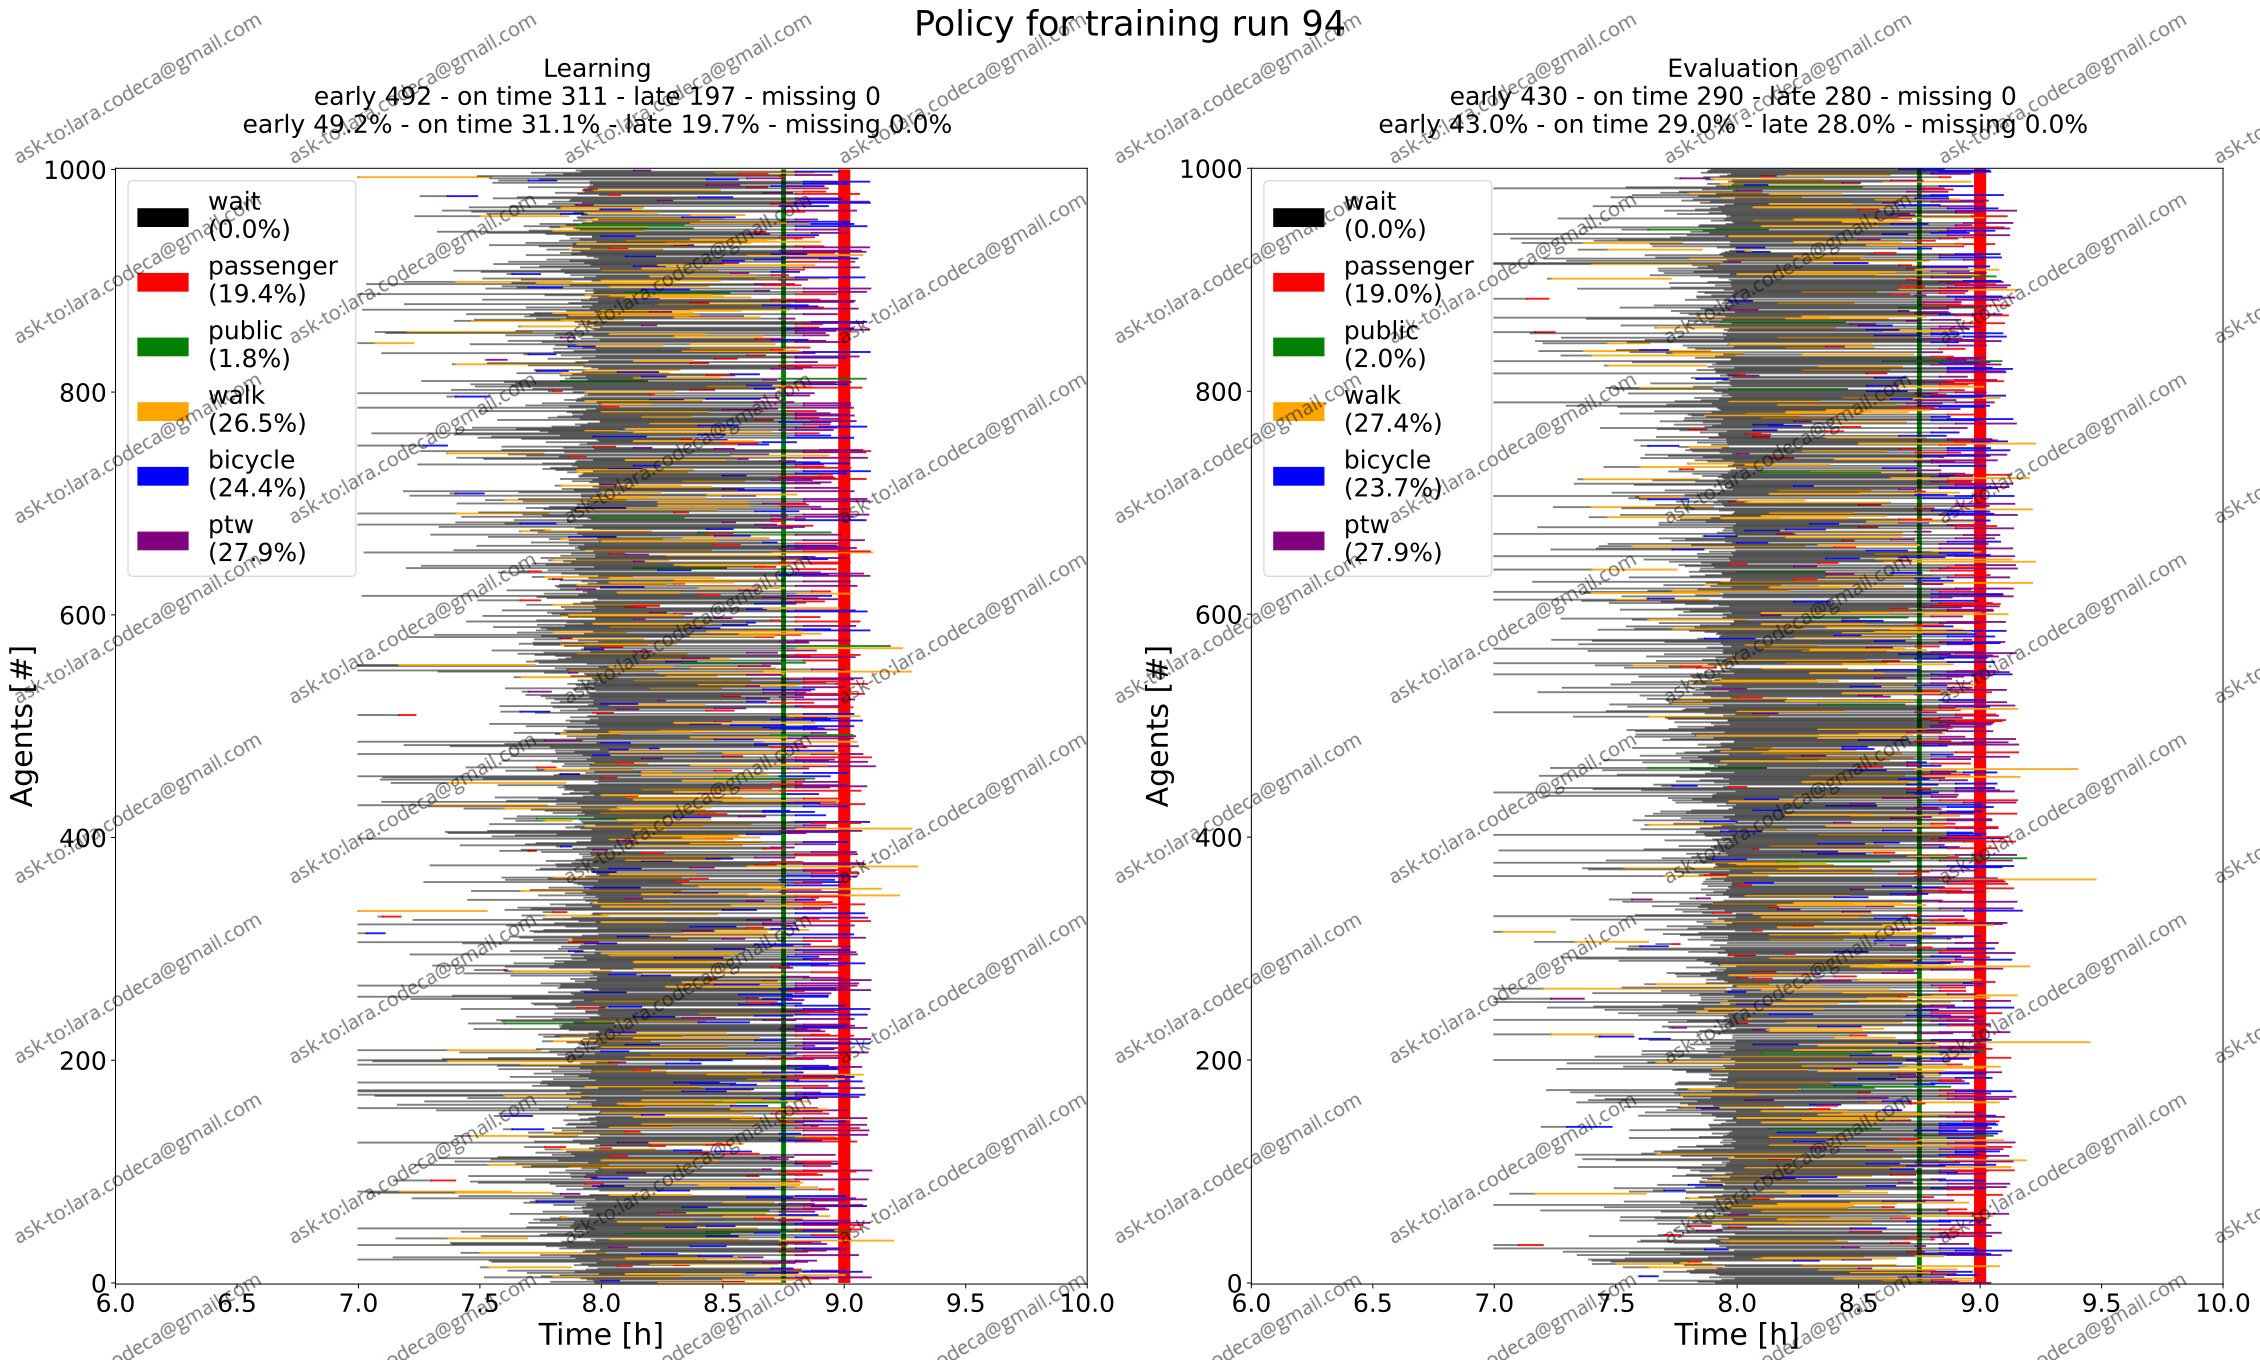 Policy for training run 94
Learning
early 492 - on time 311 - late 197 - missing 0
early 49.2% - on time 31.1% - late 19.7% - missing 0.0%
Agents [#]
1000
800
600
400
200
0
wait
(0.0%)
passenger
(19.4%)
public
(1.8%)
walk
(26.5%)
bicycle
(24.4%)
ptw
(27.9%)
6.0 6.5 7.0 7.5 8.0 8.5 9.0 9.5 10.0
Time [h]
Evaluation
early 430 - on time 290 - late 280 - missing 0
early 43.0% - on time 29.0% - late 28.0% - missing 0.0%
Agents [#]
1000
800
600
400
200
0
wait
(0.0%)
passenger
(19.0%)
public
(2.0%)
walk
(27.4%)
bicycle
(23.7%)
ptw
(27.9%)
6.0 6.5 7.0 7.5 8.0 8.5 9.0 9.5 10.0
Time [h]
ask-to:lara.codeca@gmail.com